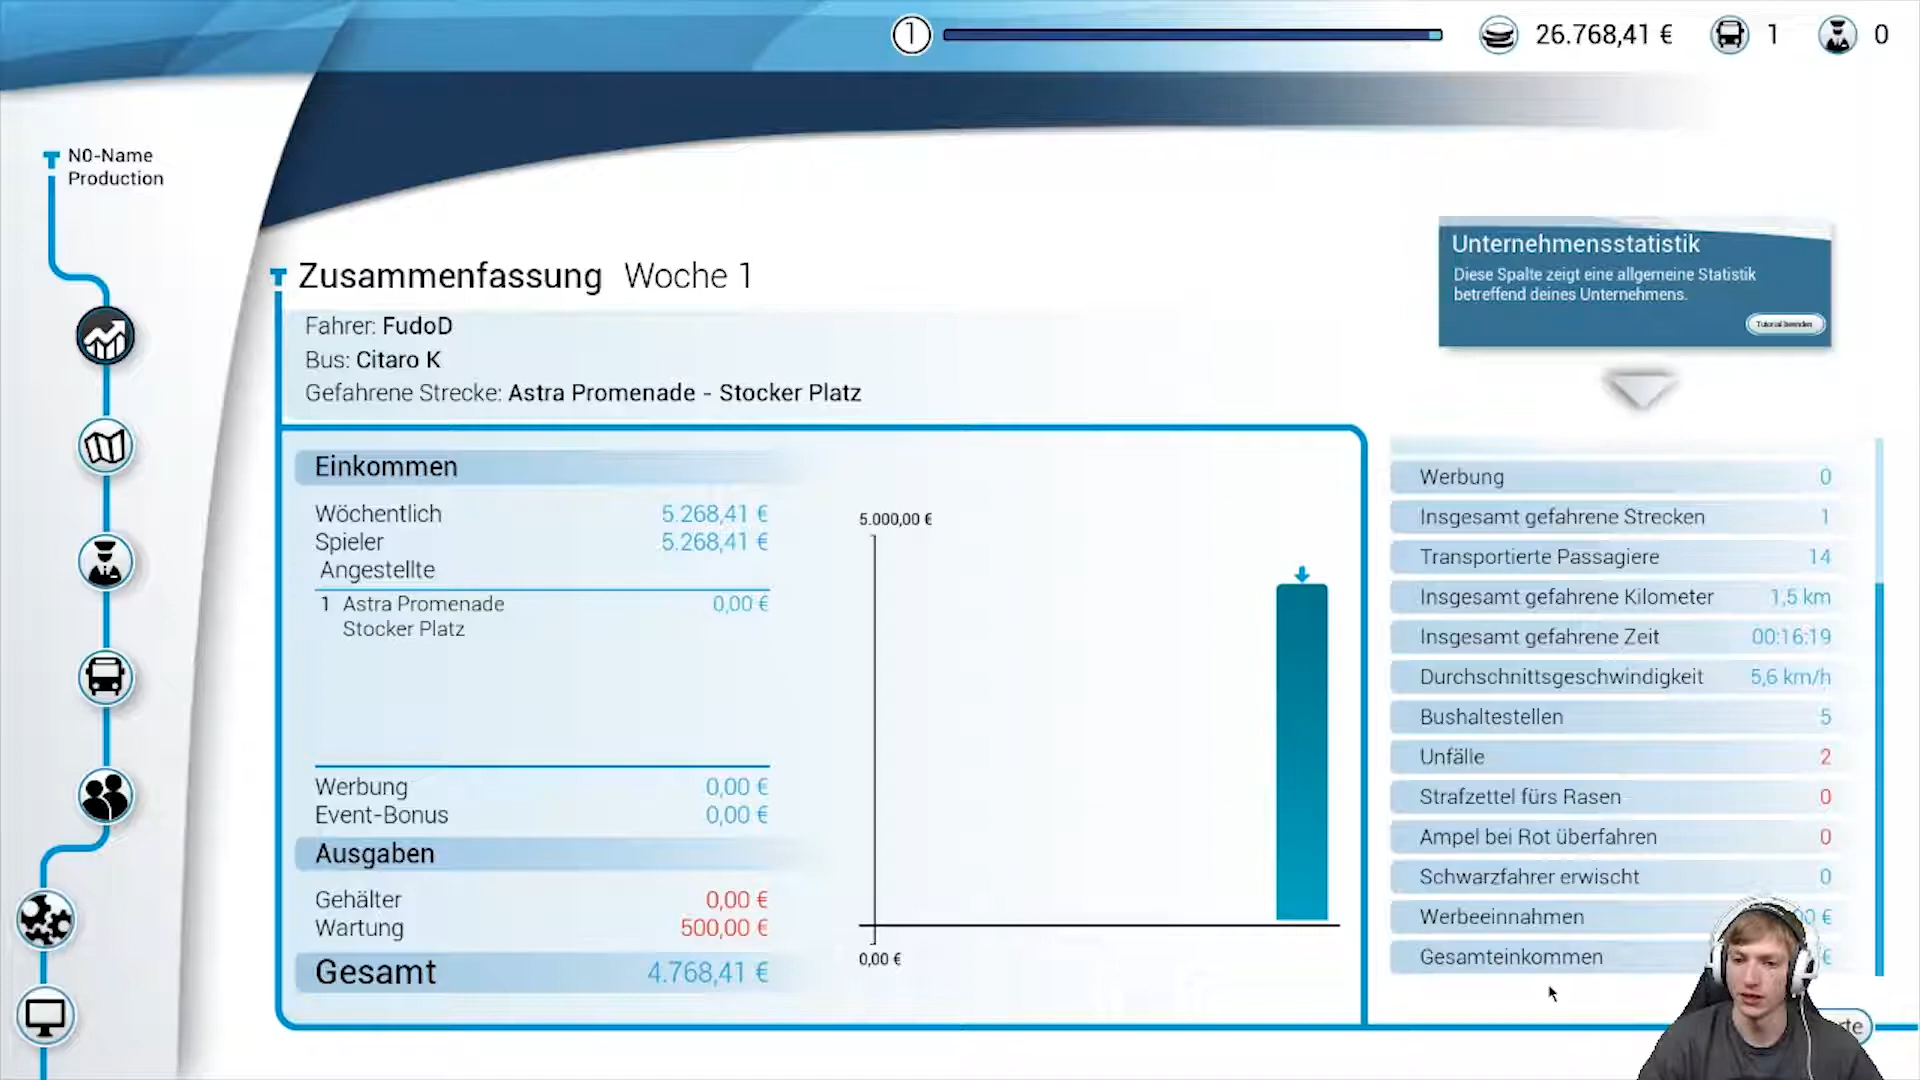 1
26.768,41 €
1
0
N0-Name
Production
Zusammenfassung Woche 1
Fahrer: FudoD
Bus: Citaro K
Gefahrene Strecke: Astra Promenade - Stocker Platz
Unternehmensstatistik
Diese Spalte zeigt eine allgemeine Statistik
betreffend deines Unternehmens.
Tutorial beenden
Einkommen
Wöchentlich 5.268,41 €
Spieler 5.268,41 €
Angestellte
1 Astra Promenade 0,00 €
Stocker Platz
Werbung 0,00 €
Event-Bonus 0,00 €
Ausgaben
Gehälter 0,00 €
Wartung 500,00 €
Gesamt 4.768,41 €
5.000,00 €
0,00 €
Werbung 0
Insgesamt gefahrene Strecken 1
Transportierte Passagiere 14
Insgesamt gefahrene Kilometer 1,5 km
Insgesamt gefahrene Zeit 00:16:19
Durchschnittsgeschwindigkeit 5,6 km/h
Bushaltestellen 5
Unfälle 2
Strafzettel fürs Rasen 0
Ampel bei Rot überfahren 0
Schwarzfahrer erwischt 0
Werbeeinnahmen €
Gesamteinkommen €